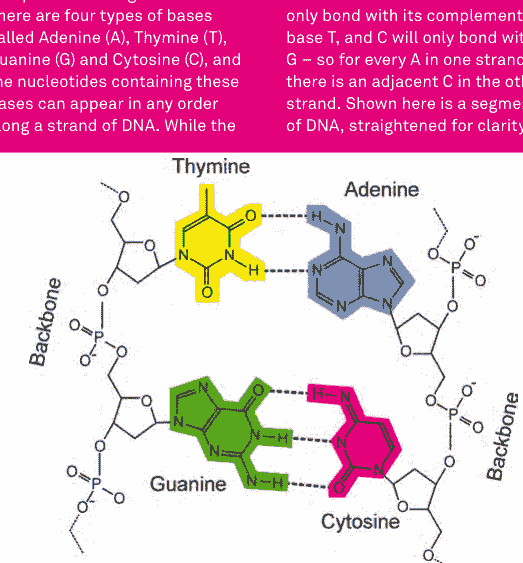 here are four types of bases
alled Adenine (A), Thymine (T),
uanine (G) and Cytosine (C), and
he nucleotides containing these
ases can appear in any order
long a strand of DNA. While the
only bond with its complement
base T, and C will only bond wit
G – so for every A in one strand
there is an adjacent C in the oth
strand. Shown here is a segme
of DNA, straightened for clarity
Thymine
Adenine
Backbone
Guanine
Cytosine
Backbone
O
O
H
N
O
N
N
H
N
N
N
N
O
O
P
O
O-
O
O
P
O-
O
O
O
N
N
O
N
H
N
N
H
H
N
N
N
O
O
O
P
O-
O
O
O
P
O
O-
O
O
O